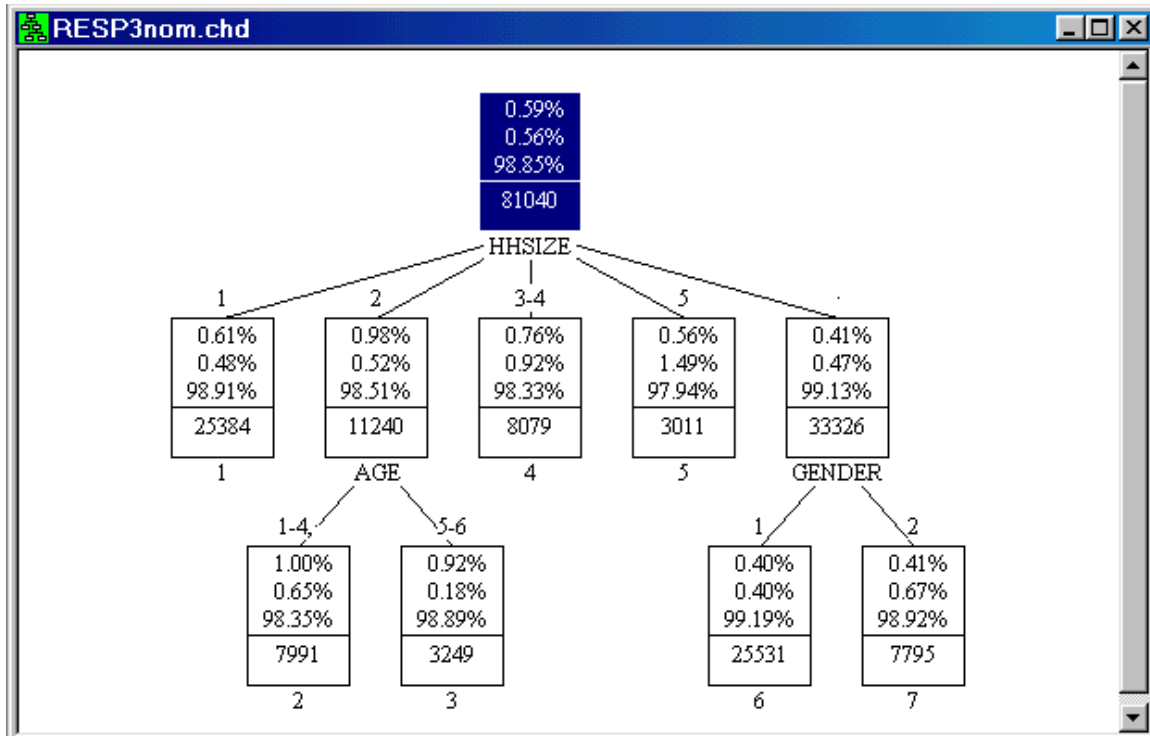 RESP3nom.chd
0.59%
0.56%
98.85%
81040
HHSIZE
1 2 3-4 5 .
0.61% 0.98% 0.76% 0.56% 0.41%
0.48% 0.52% 0.92% 1.49% 0.47%
98.91% 98.51% 98.33% 97.94% 99.13%
25384 11240 8079 3011 33326
1 AGE 4 5 GENDER
1-4, 5-6 1 2
1.00% 0.92% 0.40% 0.41%
0.65% 0.18% 0.40% 0.67%
98.35% 98.89% 99.19% 98.92%
7991 3249 25531 7795
2 3 6 7